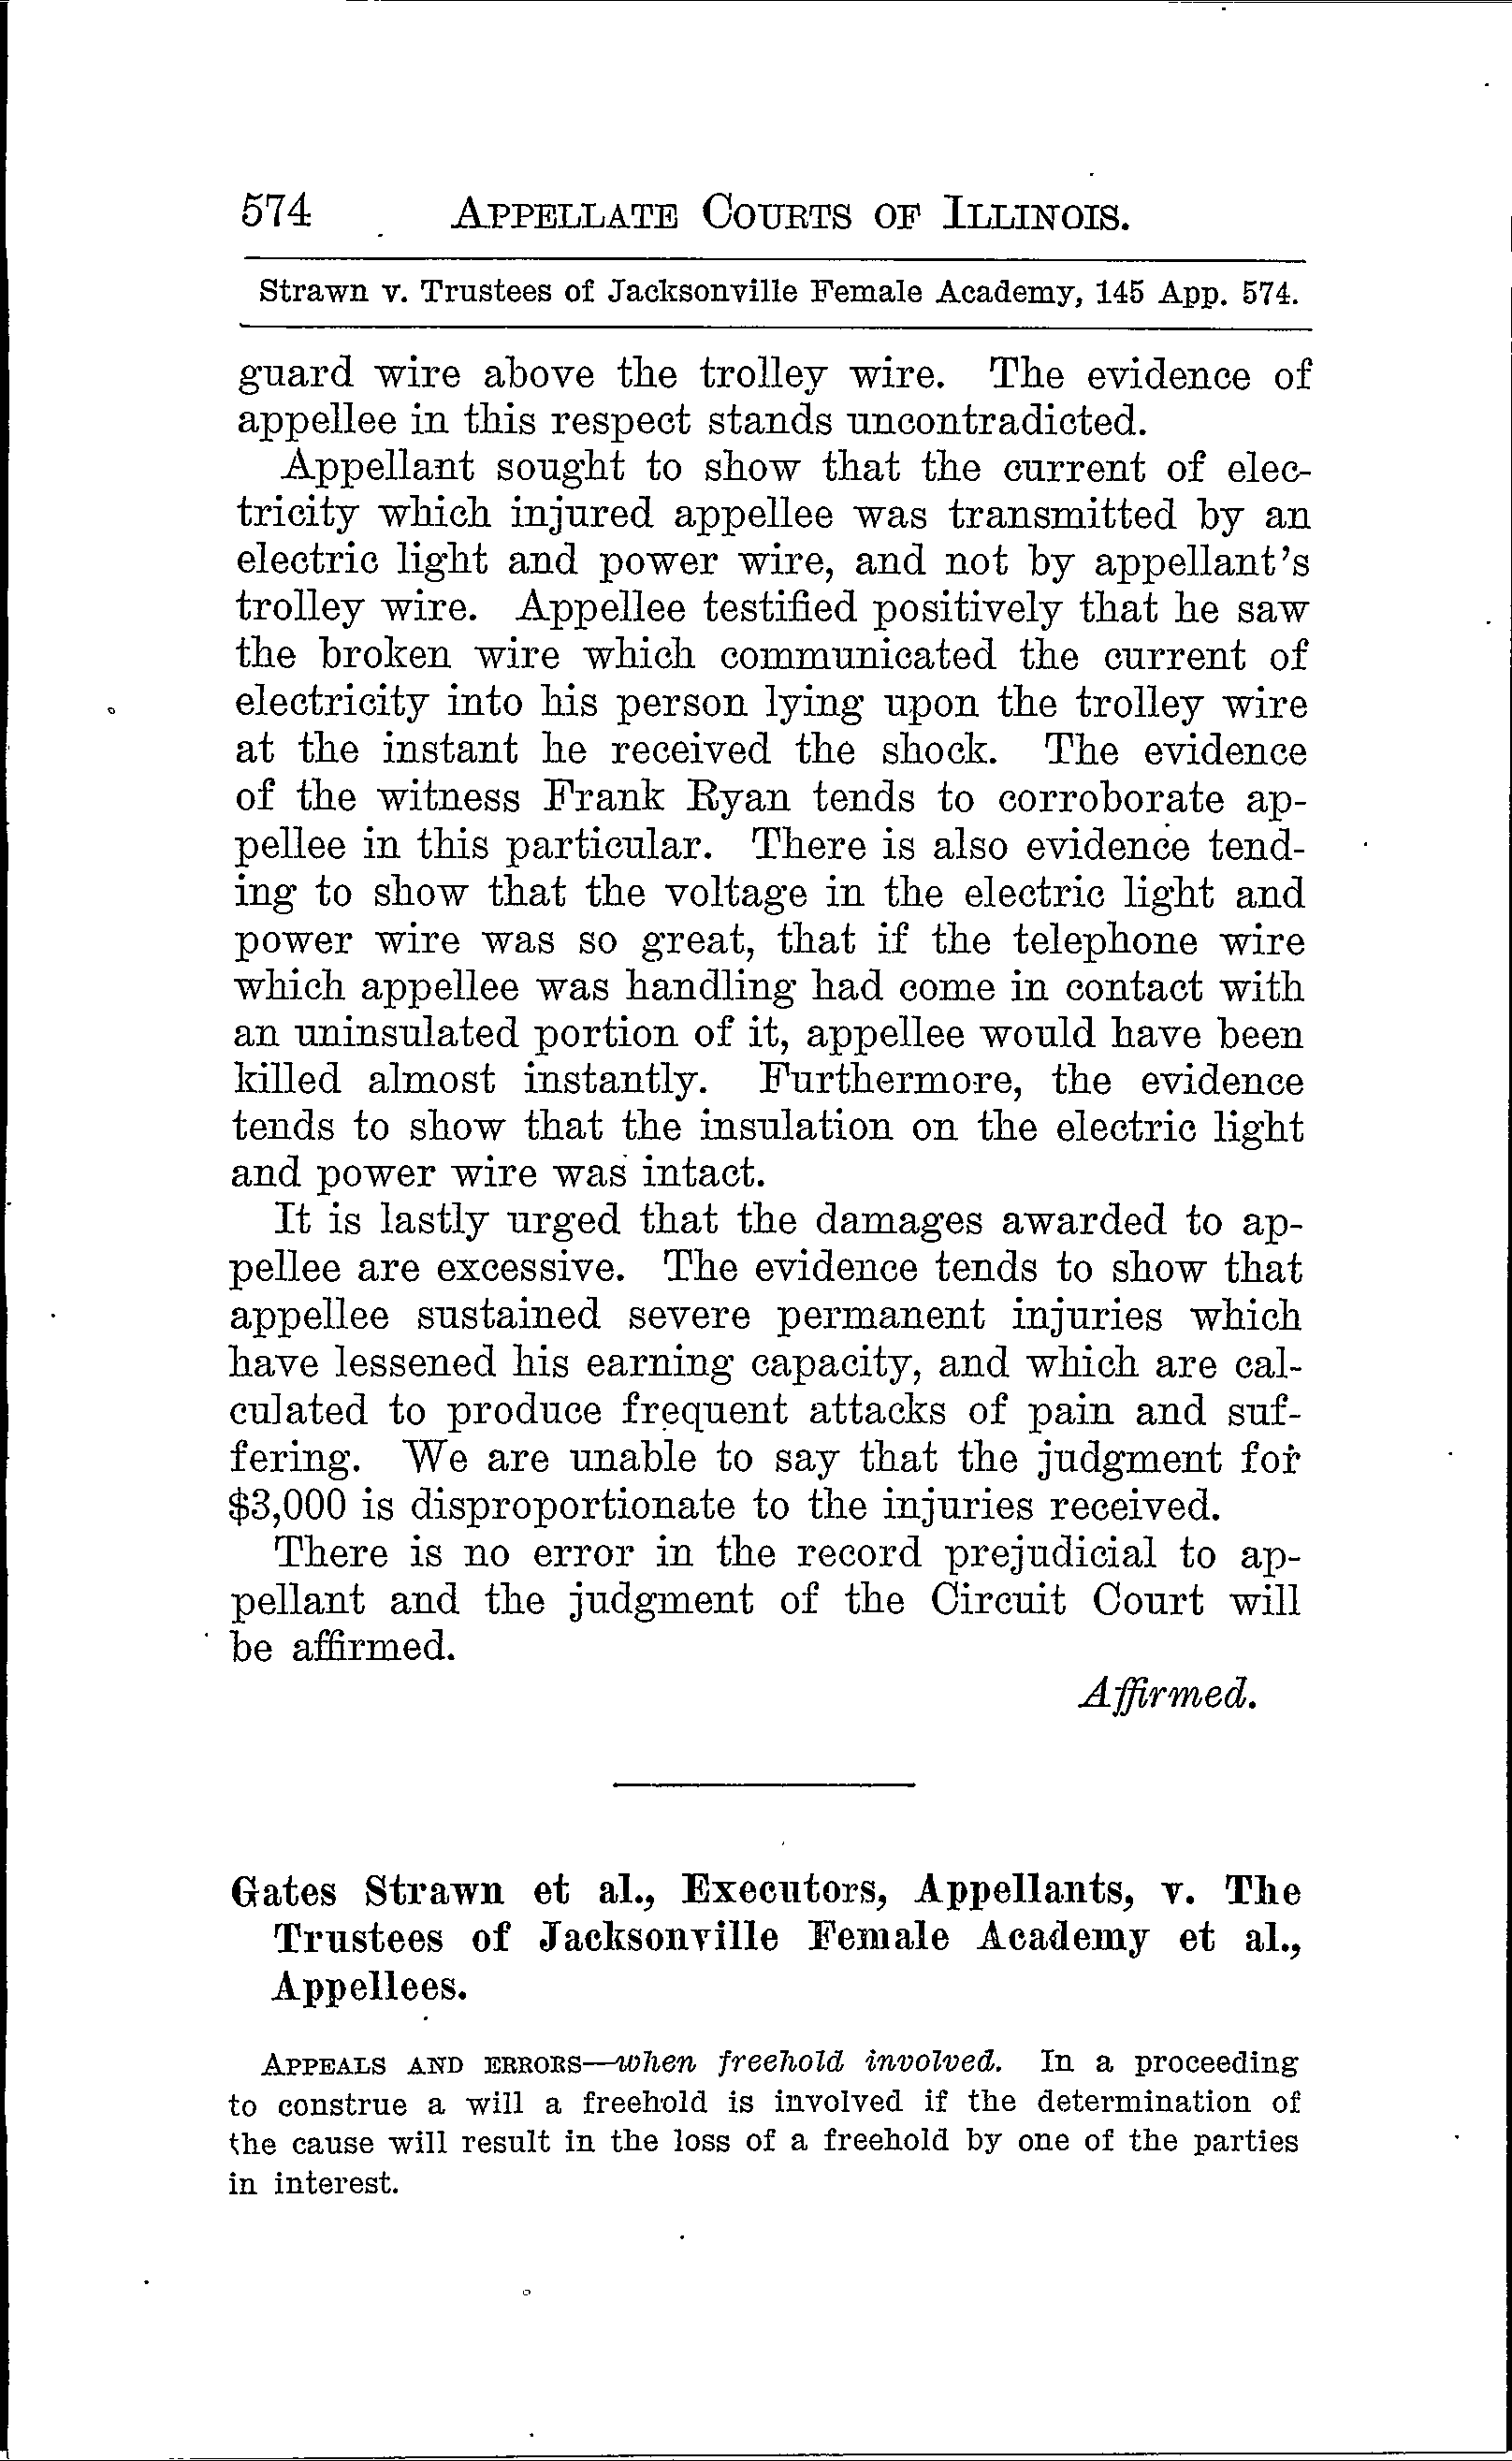 574 APPELLATE COURTS OF ILLINOIS.
Strawn v. Trustees of Jacksonville Female Academy, 145 App. 574.
guard wire above the trolley wire. The evidence of
appellee in this respect stands uncontradicted.
Appellant sought to show that the current of elec-
tricity which injured appellee was transmitted by an
electric light and power wire, and not by appellant's
trolley wire. Appellee testified positively that he saw
the broken wire which communicated the current of
electricity into his person lying upon the trolley wire
at the instant he received the shock. The evidence
of the witness Frank Ryan tends to corroborate ap-
pellee in this particular. There is also evidence tend-
ing to show that the voltage in the electric light and
power wire was so great, that if the telephone wire
which appellee was handling had come in contact with
an uninsulated portion of it, appellee would have been
killed almost instantly. Furthermore, the evidence
tends to show that the insulation on the electric light
and power wire was intact.
It is lastly urged that the damages awarded to ap-
pellee are excessive. The evidence tends to show that
appellee sustained severe permanent injuries which
have lessened his earning capacity, and which are cal-
culated to produce frequent attacks of pain and suf-
fering. We are unable to say that the judgment for
$3,000 is disproportionate to the injuries received.
There is no error in the record prejudicial to ap-
pellant and the judgment of the Circuit Court will
be affirmed.
Affirmed.
Gates Strawn et al., Executors, Appellants, v. The
Trustees of Jacksonville Female Academy et al.,
Appellees.
APPEALS AND ERRORS—when freehold involved. In a proceeding
to construe a will a freehold is involved if the determination of
the cause will result in the loss of a freehold by one of the parties
in interest.